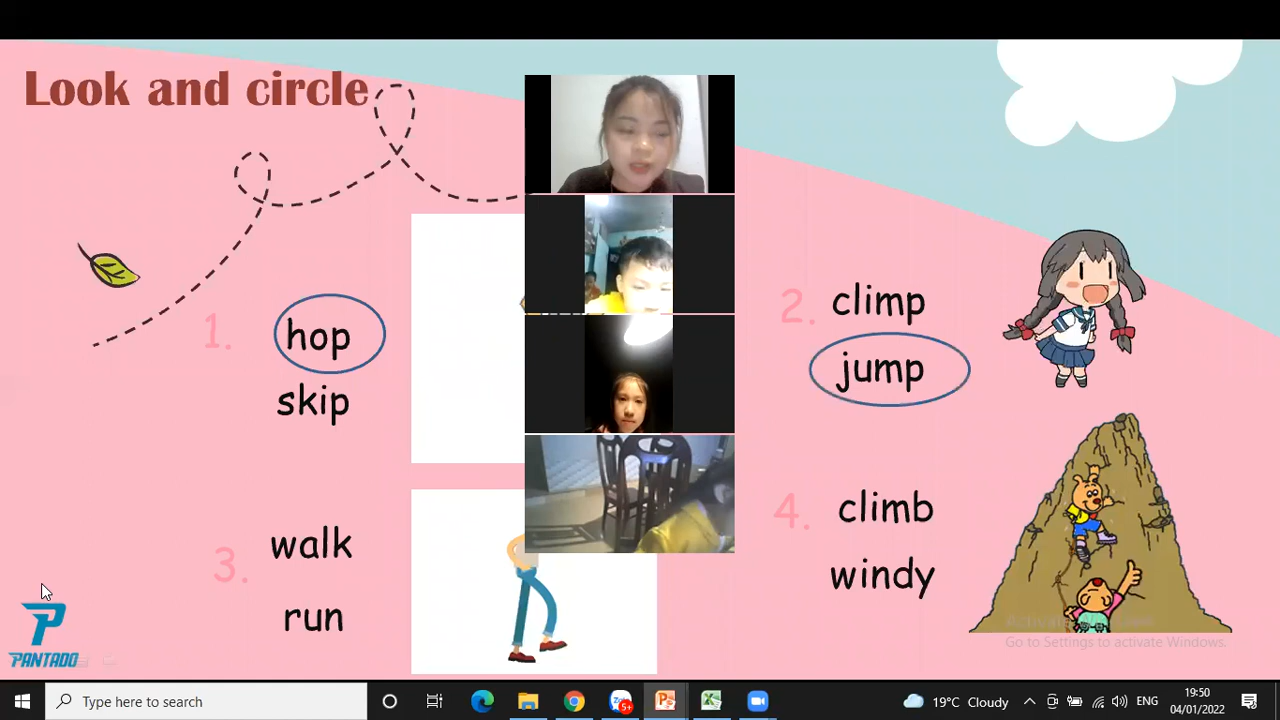 Look and circle
1.
hop
skip
2.
climp
jump
3.
walk
run
4.
climb
windy
Go to Settings to activate Windows.
PANTADO
Type here to search
5+
19°C Cloudy
ENG
19:50
04/01/2022